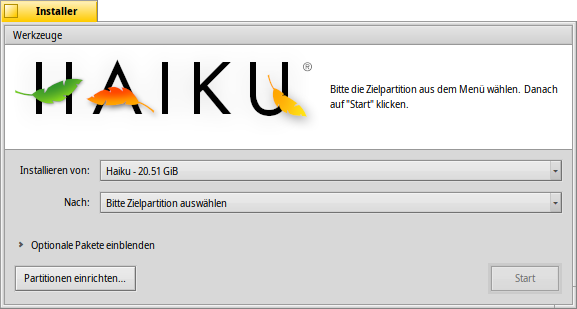 Installer
Werkzeuge
HAIKU®
Bitte die Zielpartition aus dem Menü wählen. Danach
auf "Start" klicken.
Installieren von: Haiku - 20.51 GiB
Nach: Bitte Zielpartition auswählen
Optionale Pakete einblenden
Partitionen einrichten... Start